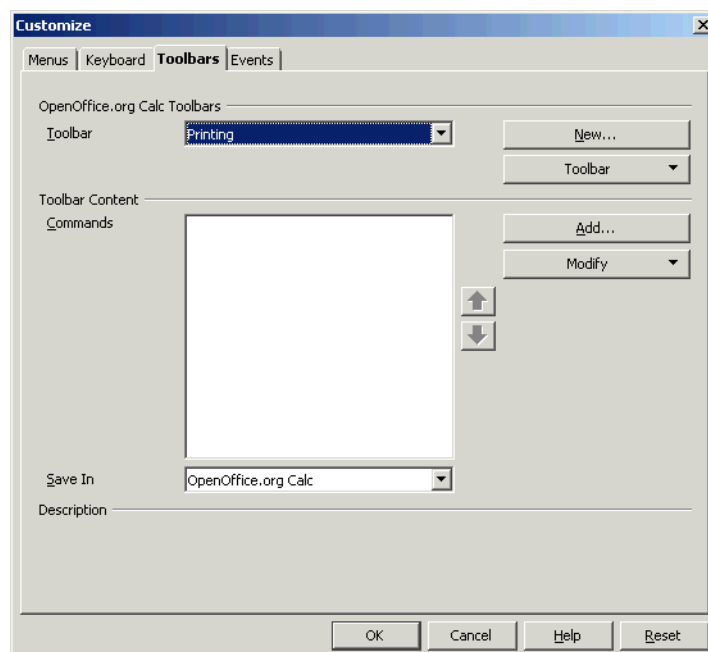 Customize
Menus Keyboard Toolbars Events
OpenOffice.org Calc Toolbars
Toolbar Printing New...
Toolbar
Toolbar Content
Commands Add...
Modify
Save In OpenOffice.org Calc
Description
OK Cancel Help Reset